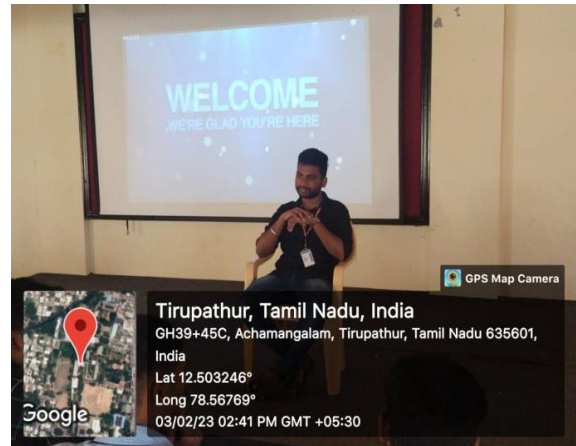 WELCOME
WE'RE GLAD YOU'RE HERE
GPS Map Camera
Tirupathur, Tamil Nadu, India
GH39+45C, Achamangalam, Tirupathur, Tamil Nadu 635601,
India
Lat 12.503246°
Long 78.56769°
03/02/23 02:41 PM GMT +05:30
Google